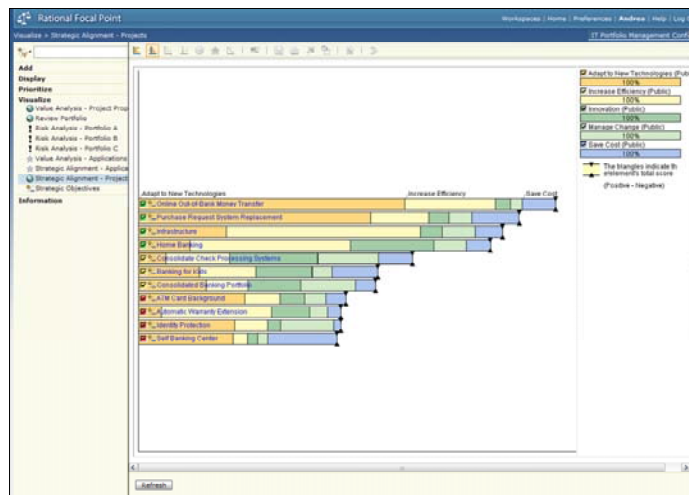 Rational Focal Point
Workspaces | Home | Preferences | Andrea | Help | Log
Visualize > Strategic Alignment - Projects
IT Portfolio Management Confi
Add
Display
Prioritize
Visualize
Value Analysis - Project Prop
Review Portfolio
Risk Analysis - Portfolio A
Risk Analysis - Portfolio B
Risk Analysis - Portfolio C
Value Analysis - Applications
Strategic Alignment - Applica
Strategic Alignment - Project
Strategic Objectives
Information
Adapt to New Technologies (Pub
100%
Increase Efficiency (Public)
100%
Innovation (Public)
100%
Manage Change (Public)
100%
Save Cost (Public)
100%
The triangles indicate th
element's total score
(Positive - Negative)
Adapt to New Technologies Increase Efficiency Save Cost
Online Out-of-Bank Money Transfer
Purchase Request System Replacement
Infrastructure
Home Banking
Consolidate Check Processing Systems
Banking for kids
Consolidated Banking Portfolio
ATM Card Background
Automatic Warranty Extension
Identity Protection
Self Banking Center
Refresh